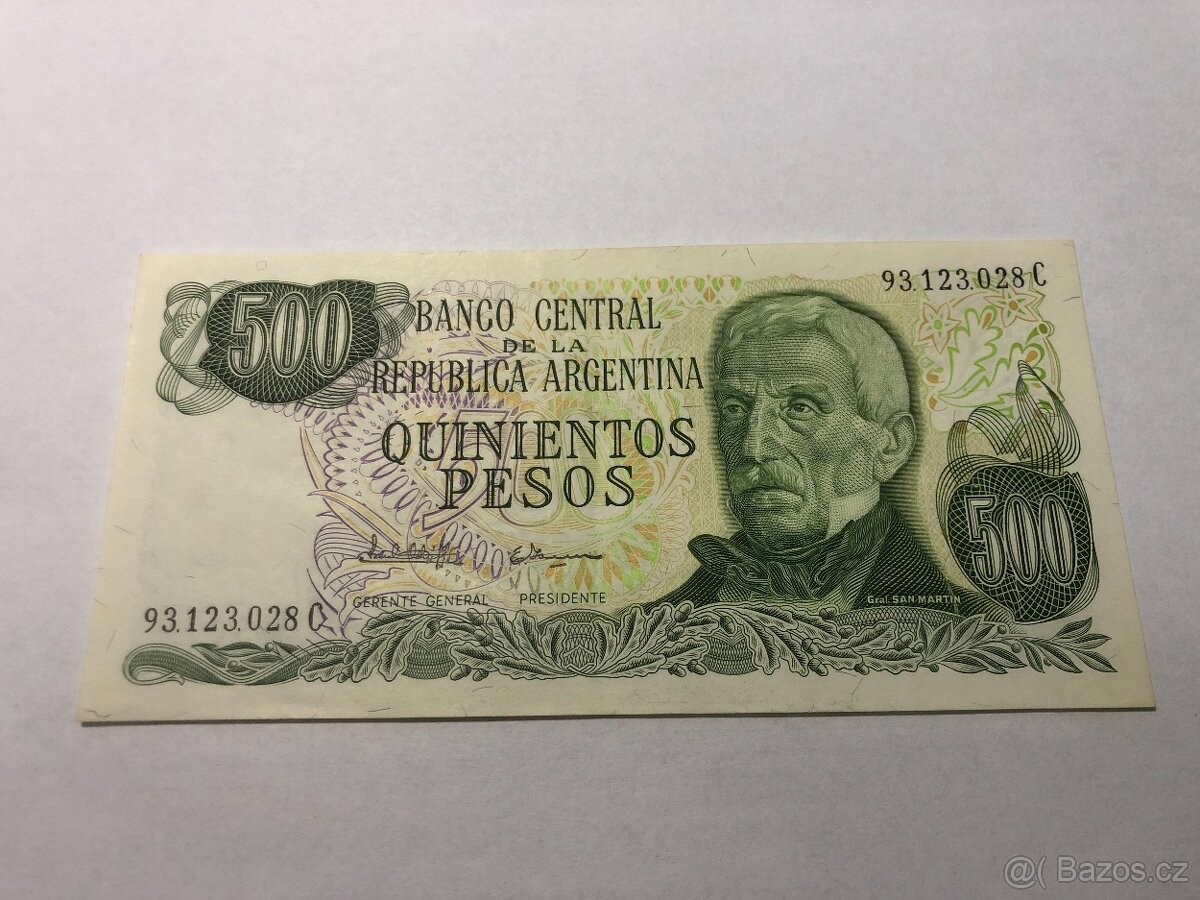 93.123.028 C
500
BANCO CENTRAL
DE LA
REPUBLICA ARGENTINA
QUINIENTOS
PESOS
500
GERENTE GENERAL PRESIDENTE
Gral. SAN MARTIN
93.123.028 C
@( Bazos.cz